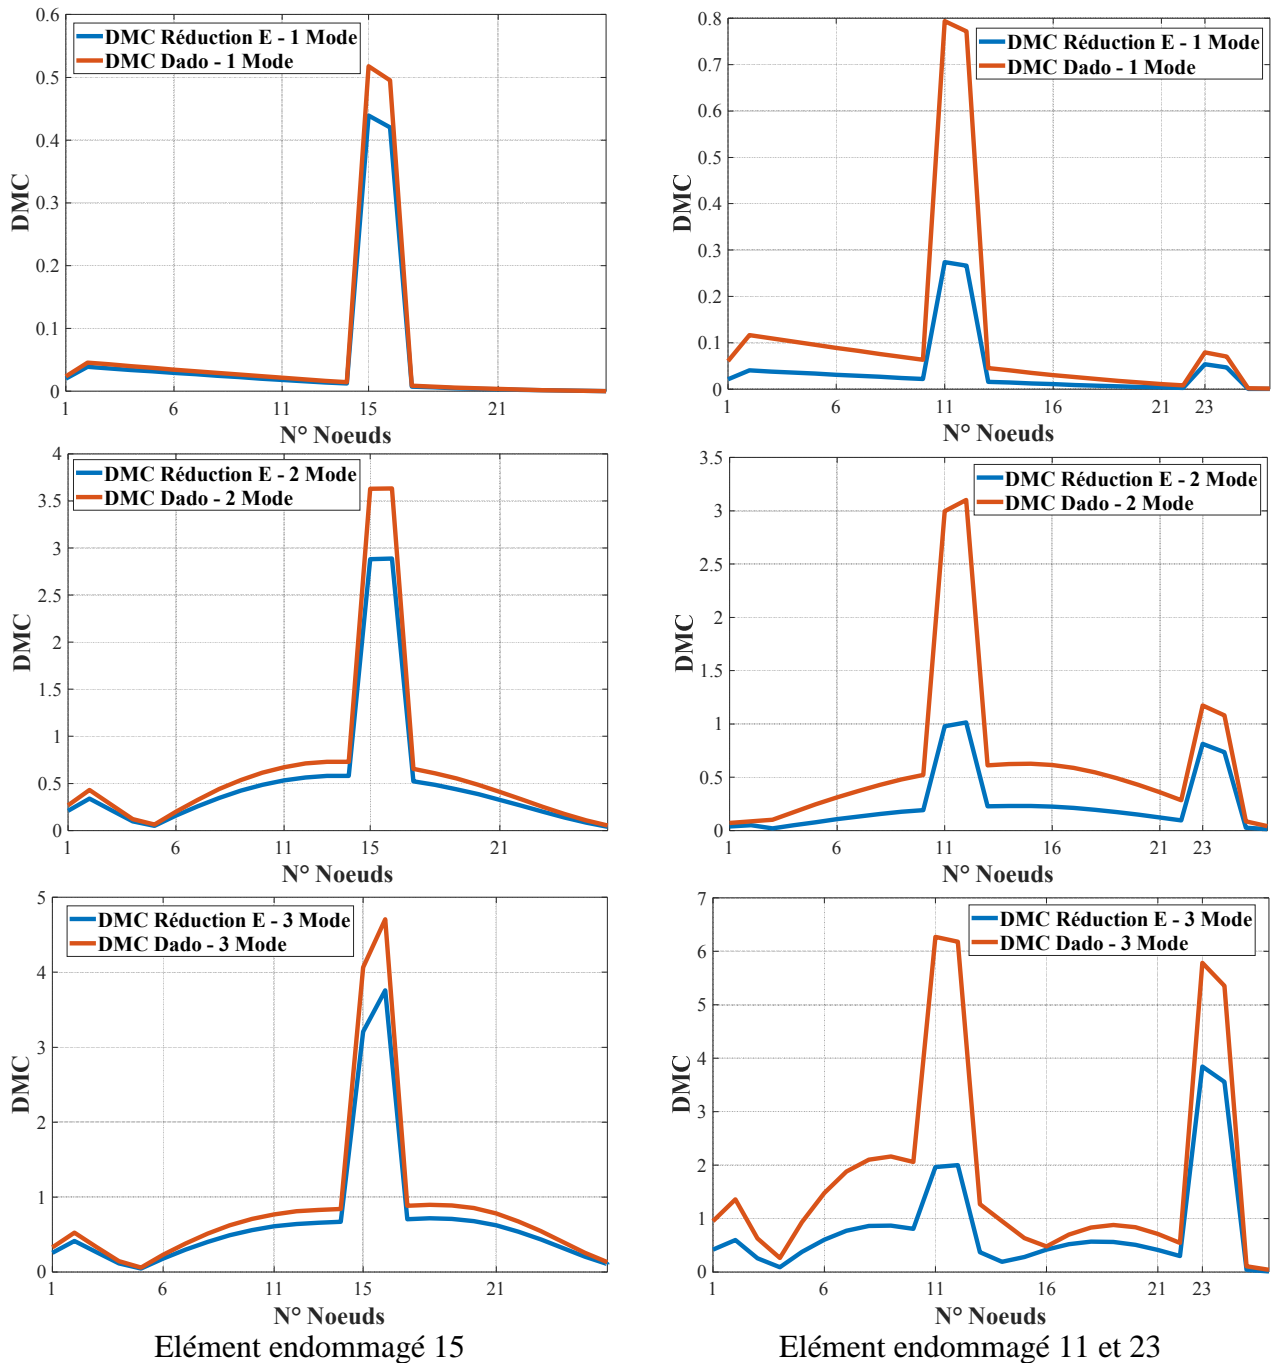 DMC Réduction E - 1 Mode
DMC Dado - 1 Mode
0.6
0.5
0.4
0.3
0.2
0.1
0
DMC
1 6 11 15 21
N° Noeuds
DMC Réduction E - 1 Mode
DMC Dado - 1 Mode
0.8
0.7
0.6
0.5
0.4
0.3
0.2
0.1
0
DMC
1 6 11 16 21 23
N° Noeuds
DMC Réduction E - 2 Mode
DMC Dado - 2 Mode
4
3.5
3
2.5
2
1.5
1
0.5
0
DMC
1 6 11 15 21
N° Noeuds
DMC Réduction E - 2 Mode
DMC Dado - 2 Mode
3.5
3
2.5
2
1.5
1
0.5
0
DMC
1 6 11 16 21 23
N° Noeuds
DMC Réduction E - 3 Mode
DMC Dado - 3 Mode
5
4
3
2
1
0
DMC
1 6 11 15 21
N° Noeuds
DMC Réduction E - 3 Mode
DMC Dado - 3 Mode
7
6
5
4
3
2
1
0
DMC
1 6 11 16 21 23
N° Noeuds
Elément endommagé 15
Elément endommagé 11 et 23